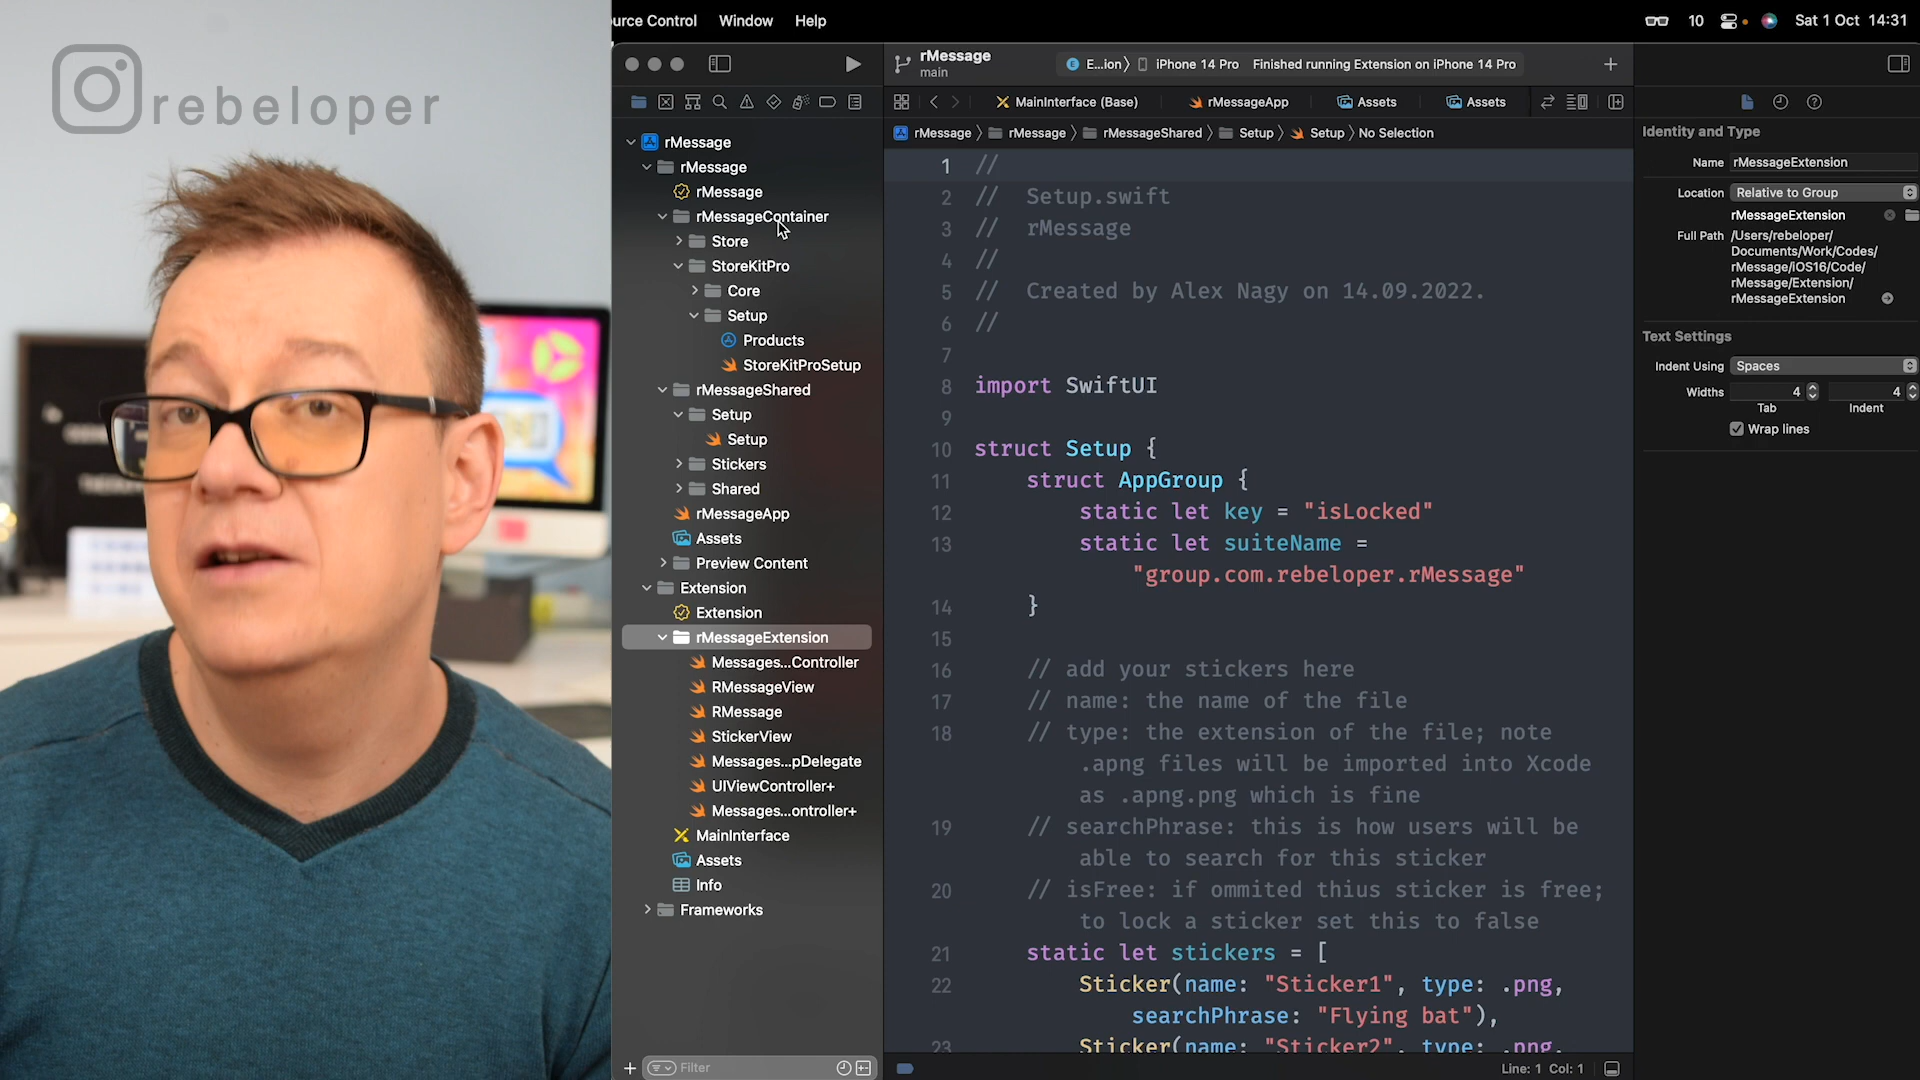 rebeloper
urce Control Window Help
10 Sat 1 Oct 14:31
rMessage
main
E...ion⟩ iPhone 14 Pro Finished running Extension on iPhone 14 Pro
MainInterface (Base) rMessageApp Assets Assets
rMessage ⟩ rMessage ⟩ rMessageShared ⟩ Setup ⟩ Setup ⟩ No Selection
rMessage
rMessage
rMessage
rMessageContainer
Store
StoreKitPro
Core
Setup
Products
StoreKitProSetup
rMessageShared
Setup
Setup
Stickers
Shared
rMessageApp
Assets
Preview Content
Extension
Extension
rMessageExtension
Messages...Controller
RMessageView
RMessage
StickerView
Messages...pDelegate
UIViewController+
Messages...ontroller+
MainInterface
Assets
Info
Frameworks
Filter
1 //
2 // Setup.swift
3 // rMessage
4 //
5 // Created by Alex Nagy on 14.09.2022.
6 //
7
8 import SwiftUI
9
10 struct Setup {
11 struct AppGroup {
12 static let key = "isLocked"
13 static let suiteName =
"group.com.rebeloper.rMessage"
14 }
15
16 // add your stickers here
17 // name: the name of the file
18 // type: the extension of the file; note
.apng files will be imported into Xcode
as .apng.png which is fine
19 // searchPhrase: this is how users will be
able to search for this sticker
20 // isFree: if ommited thius sticker is free;
to lock a sticker set this to false
21 static let stickers = [
22 Sticker(name: "Sticker1", type: .png,
searchPhrase: "Flying bat"),
23 Sticker(name: "Sticker2", type: .png,
Line: 1 Col: 1
Identity and Type
Name rMessageExtension
Location Relative to Group
rMessageExtension
Full Path /Users/rebeloper/
Documents/Work/Codes/
rMessage/iOS16/Code/
rMessage/Extension/
rMessageExtension
Text Settings
Indent Using Spaces
Widths 4 4
Tab Indent
Wrap lines